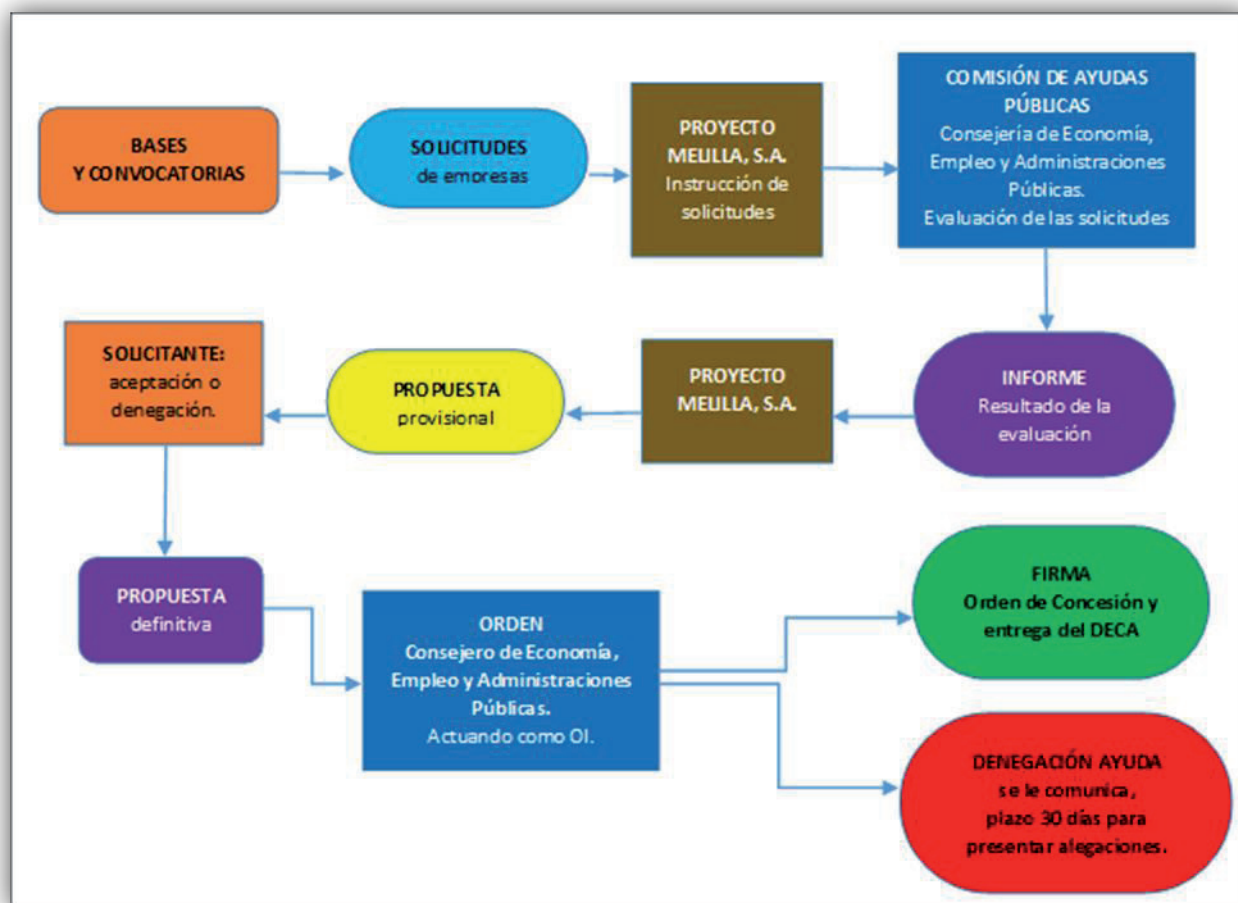 BASES
Y CONVOCATORIAS
SOLICITUDES
de empresas
PROYECTO
MELILLA, S.A.
Instrucción de
solicitudes
COMISIÓN DE AYUDAS
PÚBLICAS
Consejería de Economía,
Empleo y Administraciones
Públicas.
Evaluación de las solicitudes
INFORME
Resultado de la
evaluación
PROYECTO
MELILLA, S.A.
PROPUESTA
provisional
SOLICITANTE:
aceptación o
denegación.
PROPUESTA
definitiva
ORDEN
Consejero de Economía,
Empleo y Administraciones
Públicas.
Actuando como OI.
FIRMA
Orden de Concesión y
entrega del DECA
DENEGACIÓN AYUDA
se le comunica,
plazo 30 días para
presentar alegaciones.